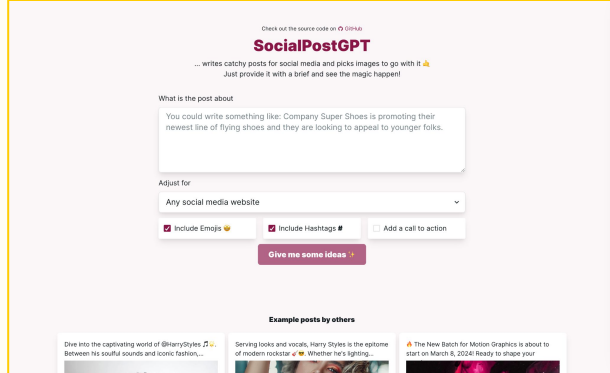 Check out the source code on GitHub
SocialPostGPT
... writes catchy posts for social media and picks images to go with it 🤙
Just provide it with a brief and see the magic happen!
What is the post about
You could write something like: Company Super Shoes is promoting their
newest line of flying shoes and they are looking to appeal to younger folks.
Adjust for
Any social media website
Include Emojis 🤩
Include Hashtags #
Add a call to action
Give me some ideas ✨
Example posts by others
Dive into the captivating world of @HarryStyles 🎵✨.
Between his soulful sounds and iconic fashion,...
Serving looks and vocals, Harry Styles is the epitome
of modern rockstar 🎸😎. Whether he's lighting...
🔥 The New Batch for Motion Graphics is about to
start on March 8, 2024! Ready to shape your